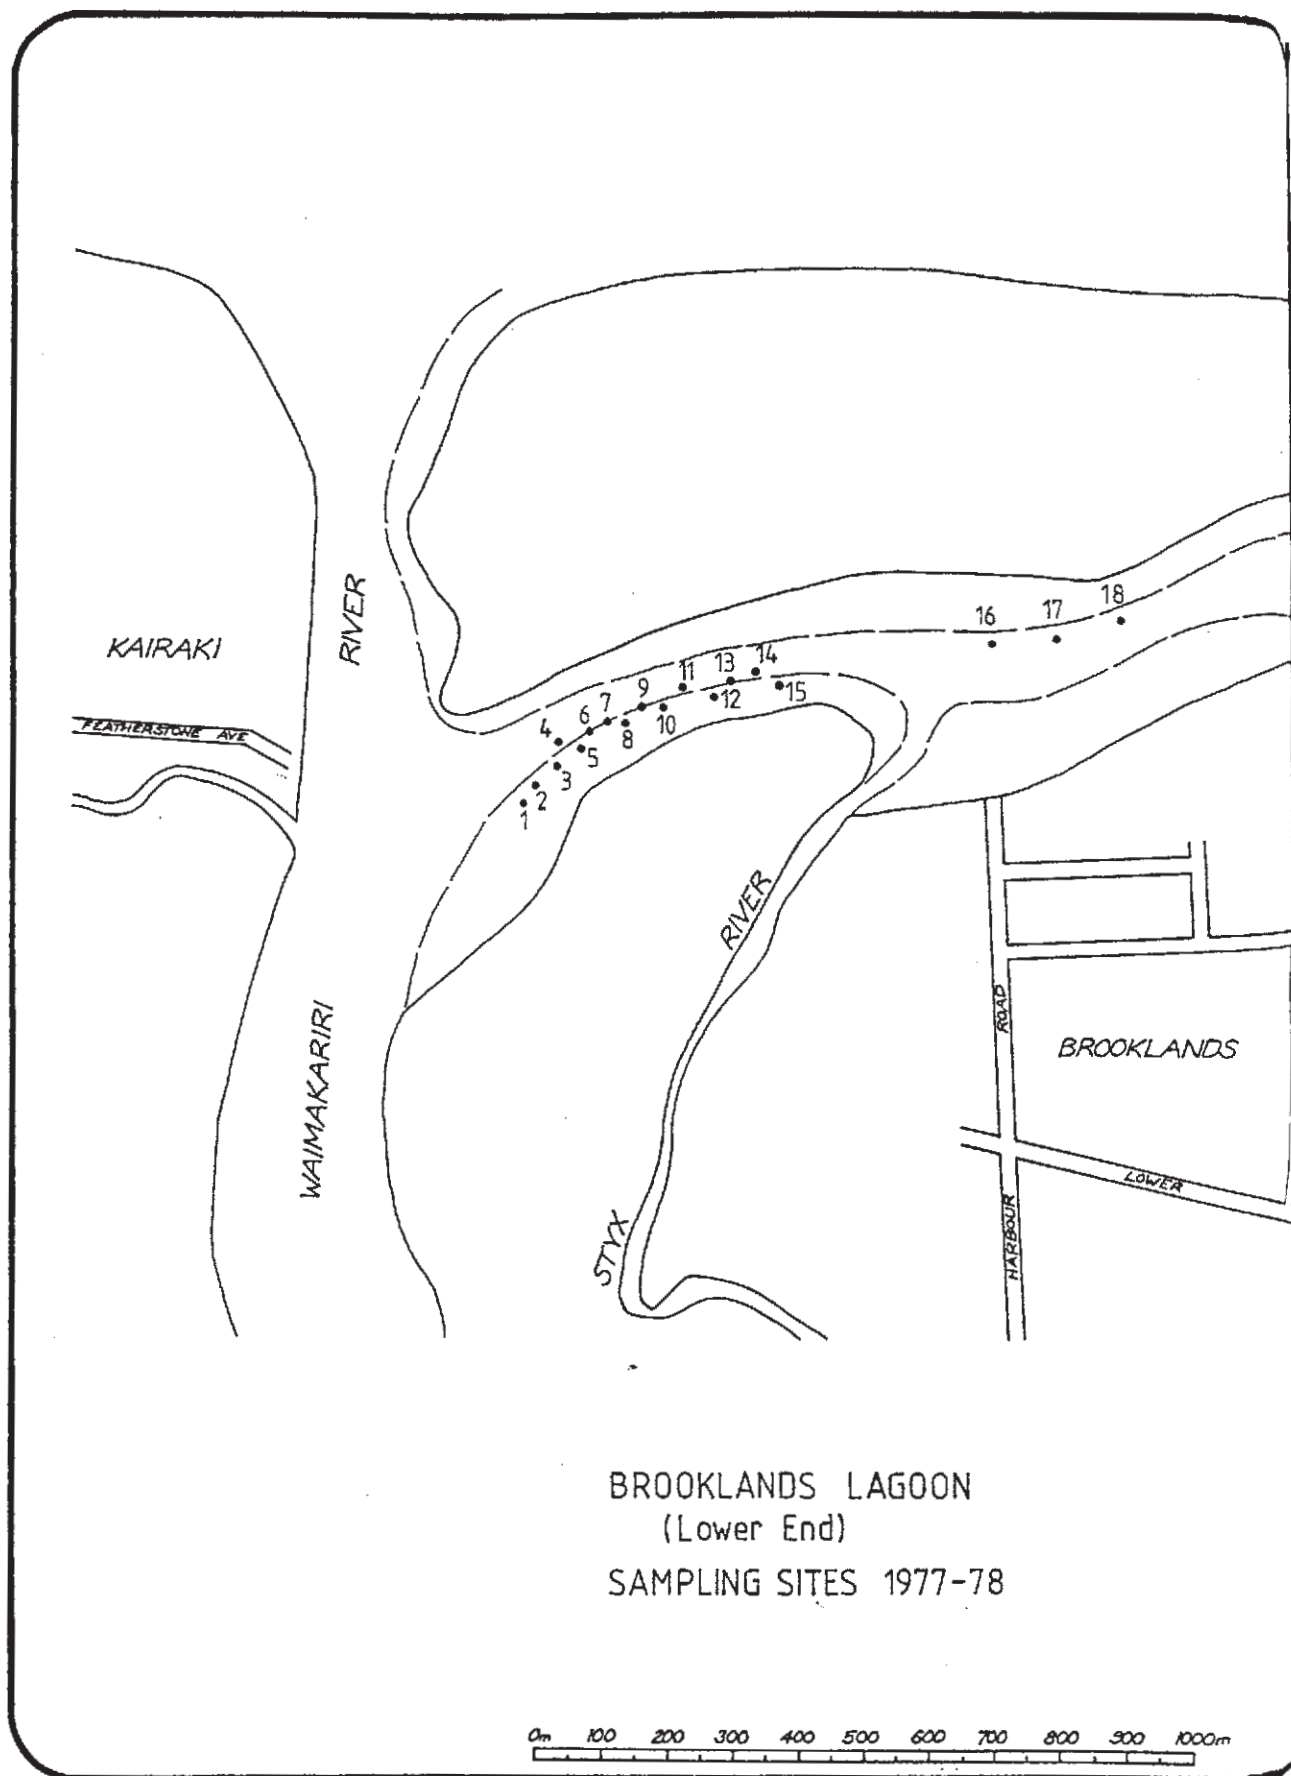 KAIRAKI
RIVER
FEATHERSTONE AVE
WAIMAKARIRI
16 17 18
11 13 14
4 6 7 9
12 15
8 10
5
3
2
1
RIVER
STYX
ROAD
BROOKLANDS
LOWER
HARBOUR
BROOKLANDS LAGOON
(Lower End)
SAMPLING SITES 1977-78
0m 100 200 300 400 500 600 700 800 900 1000m